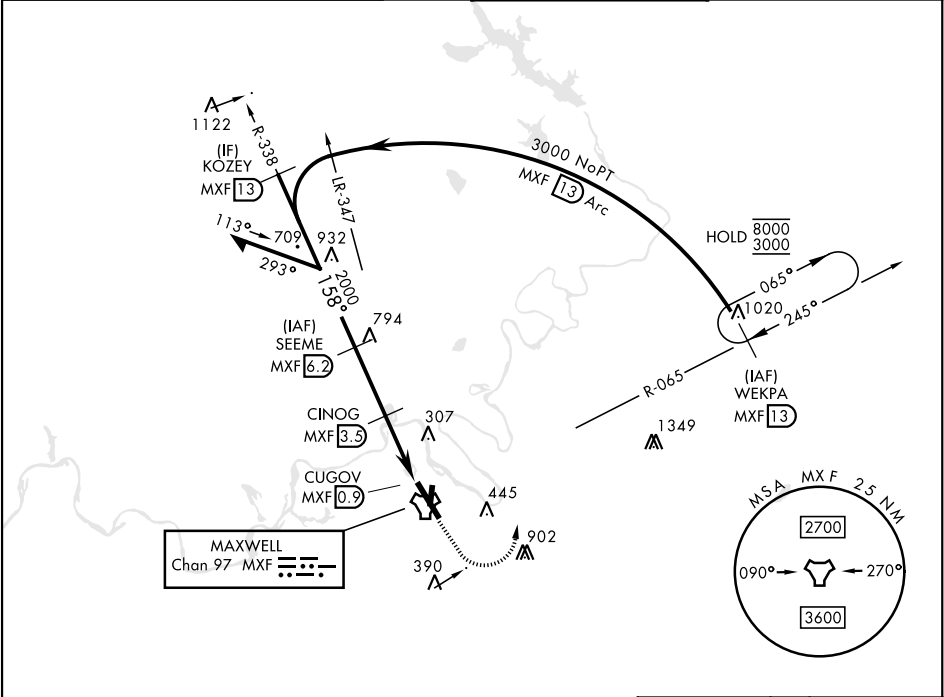 1122
R-338
(IF)
KOZEY
MXF 13
LR-347
3000 NoPT
MXF 13 Arc
113°
709
932
293°
2000
158°
HOLD 8000
3000
065°
1020
245°
(IAF)
SEEME
MXF 6.2
794
R-065
(IAF)
WEKPA
MXF 13
CINOG
MXF 3.5
307
1349
CUGOV
MXF 0.9
445
MAXWELL
Chan 97 MXF
902
390
MSA MXF 25 NM
2700
090°
270°
3600